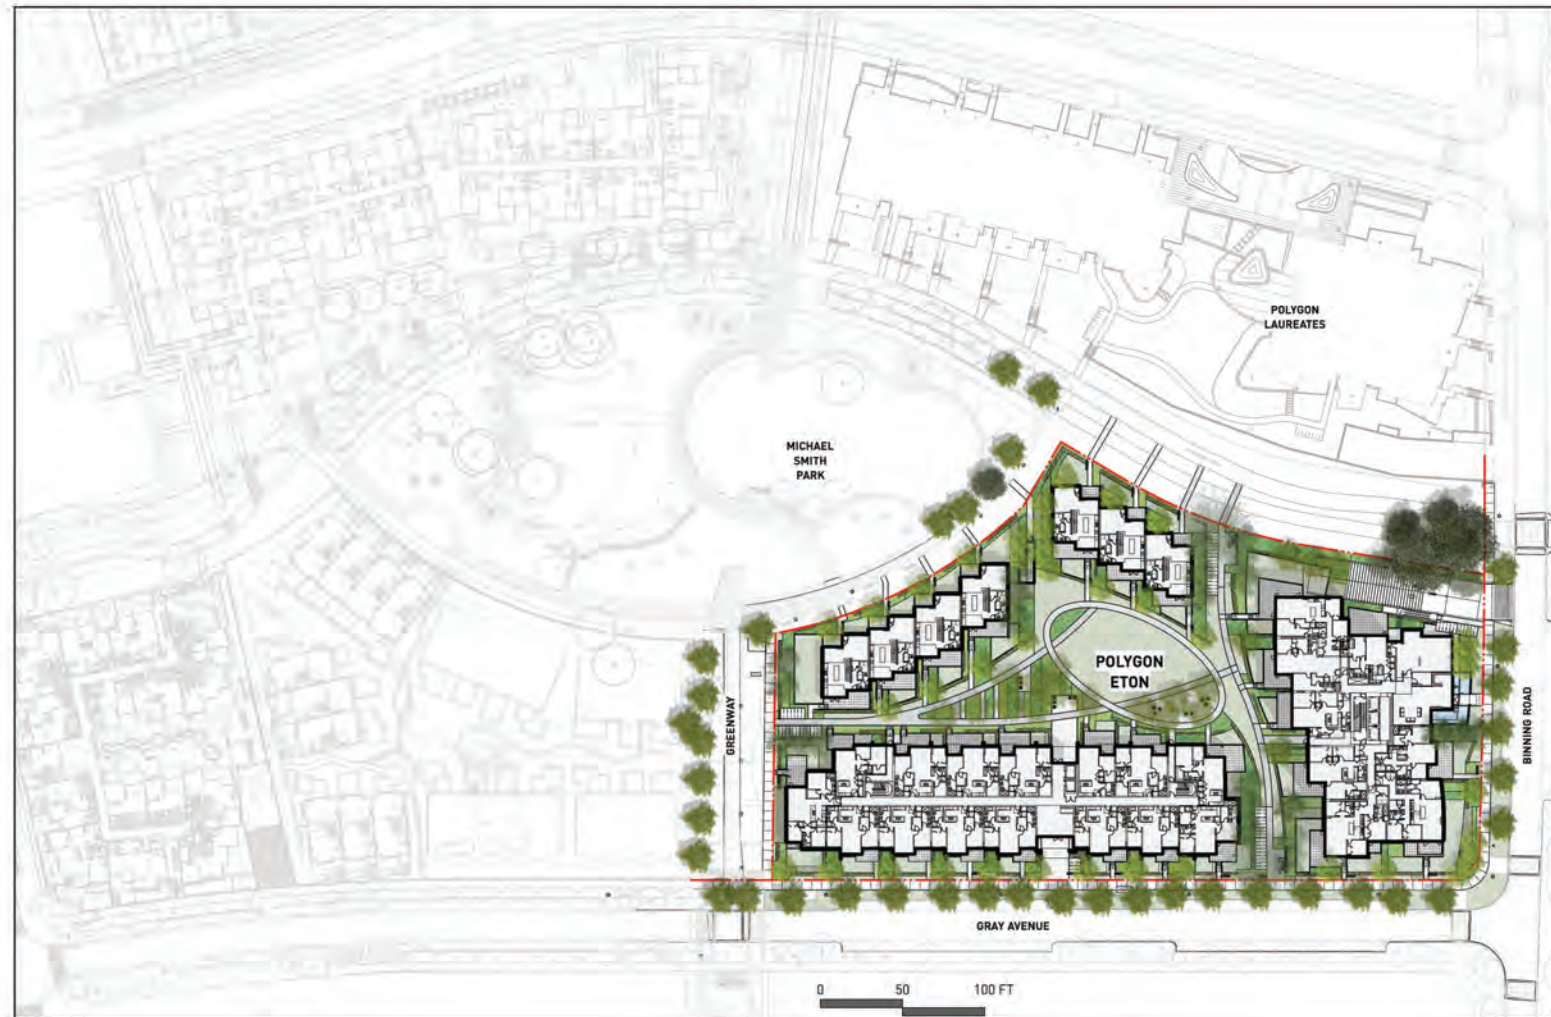 POLYGON
LAUREATES
MICHAEL
SMITH
PARK
POLYGON
ETON
GREENWAY
BINNING ROAD
GRAY AVENUE
0 50 100 FT